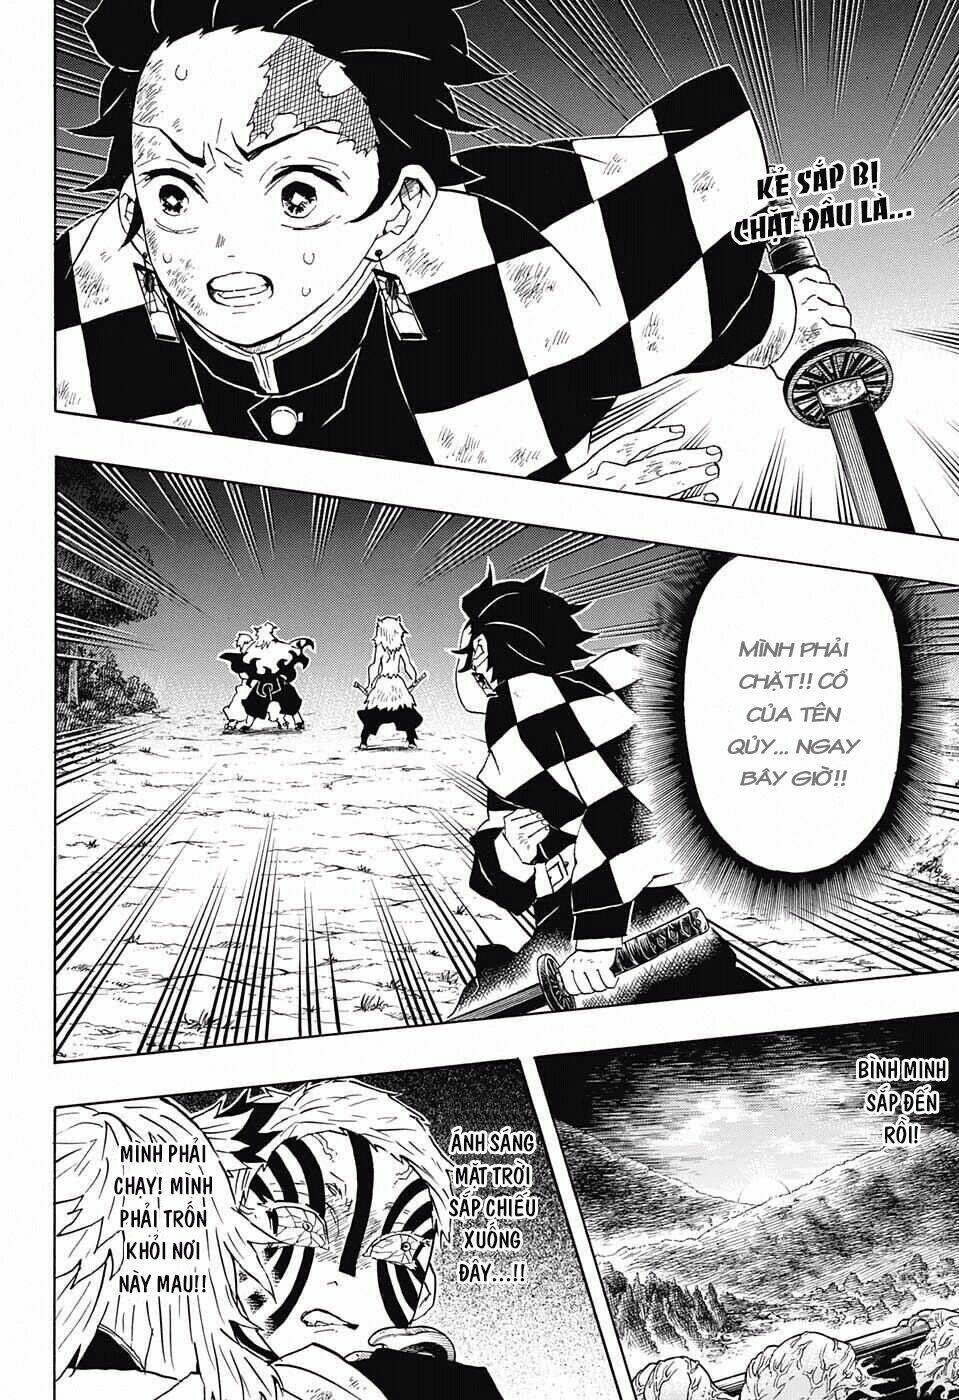 KẺ SẮP BỊ
CHẶT ĐẦU LÀ...
MÌNH PHẢI
CHẶT!! CỔ
CỦA TÊN
QỦY... NGAY
BÂY GIỜ!!
BÌNH MINH
SẮP ĐẾN
RỒI!
ÁNH SÁNG
MẶT TRỜI
SẮP CHIẾU
XUỐNG
ĐÂY...!!
MÌNH PHẢI
CHẠY! MÌNH
PHẢI TRỐN
KHỎI NƠI
NÀY MAU!!